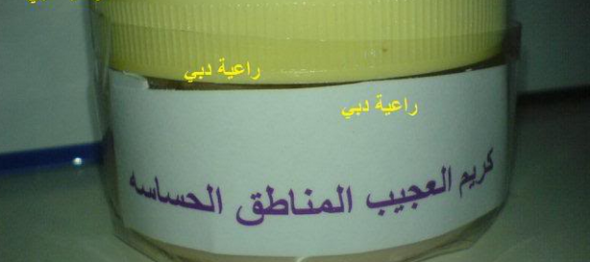 راعية دبي
راعية دبي
كريم العجيب المناطق الحساسه